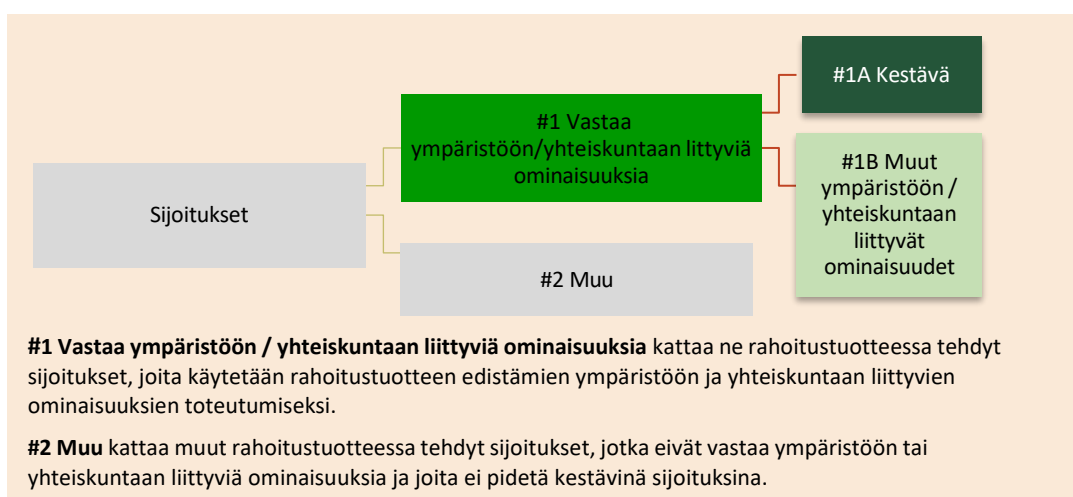 #1A Kestävä
#1 Vastaa
ympäristöön/yhteiskuntaan littyviä
ominaisuuksia
#1B Muut
ympäristöön /
yhteiskuntaan
liittyvät
ominaisuudet
Sijoitukset
#2 Muu
#1 Vastaa ympäristöön / yhteiskuntaan liittyviä ominaisuuksia kattaa ne rahoitustuotteessa tehdyt
sijoitukset, joita käytetään rahoitustuotteen edistämien ympäristöön ja yhteiskuntaan liittyvien
ominaisuuksien toteutumiseksi.
#2 Muu kattaa muut rahoitustuotteessa tehdyt sijoitukset, jotka eivät vastaa ympäristöön tai
yhteiskuntaan liittyviä ominaisuuksia ja joita ei pidetä kestävinä sijoituksina.